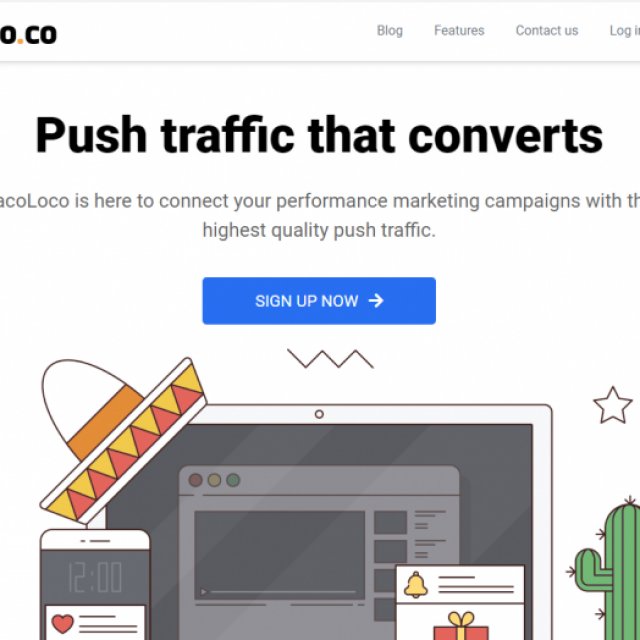 o.co
Blog Features Contact us Log i
Push traffic that converts
acoLoco is here to connect your performance marketing campaigns with th
highest quality push traffic.
SIGN UP NOW
12:00